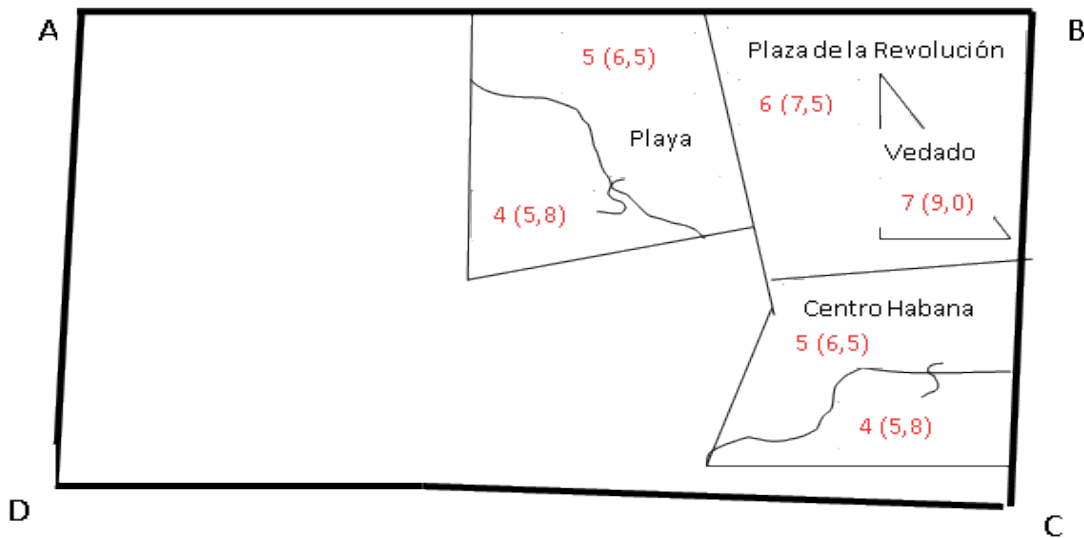 A
B
5 (6,5)
Plaza de la Revolución
6 (7,5)
Playa
Vedado
4 (5,8)
7 (9,0)
Centro Habana
5 (6,5)
4 (5,8)
D
C